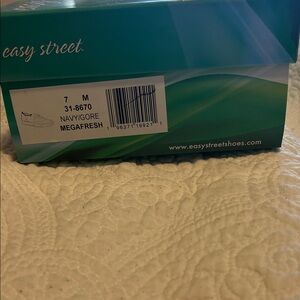 easy street.
7 M
31-8670
NAVY/GORE
MEGAFRESH
www.easystreetshoes.com